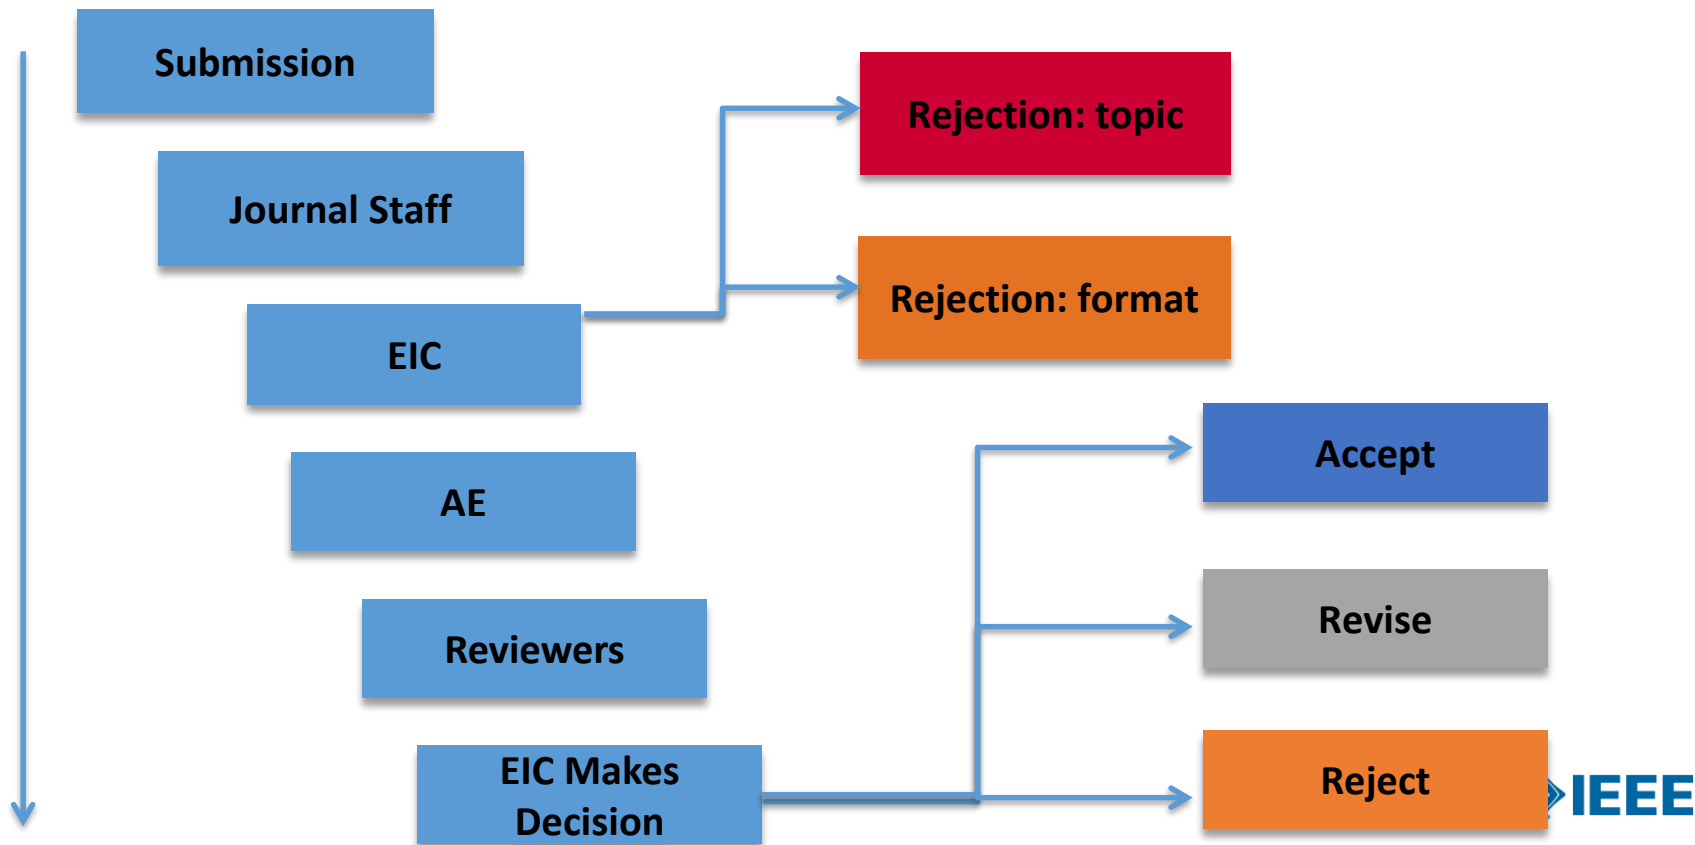 Submission
Rejection: topic
Journal Staff
Rejection: format
EIC
Accept
AE
Revise
Reviewers
EIC Makes
Decision
Reject
IEEE